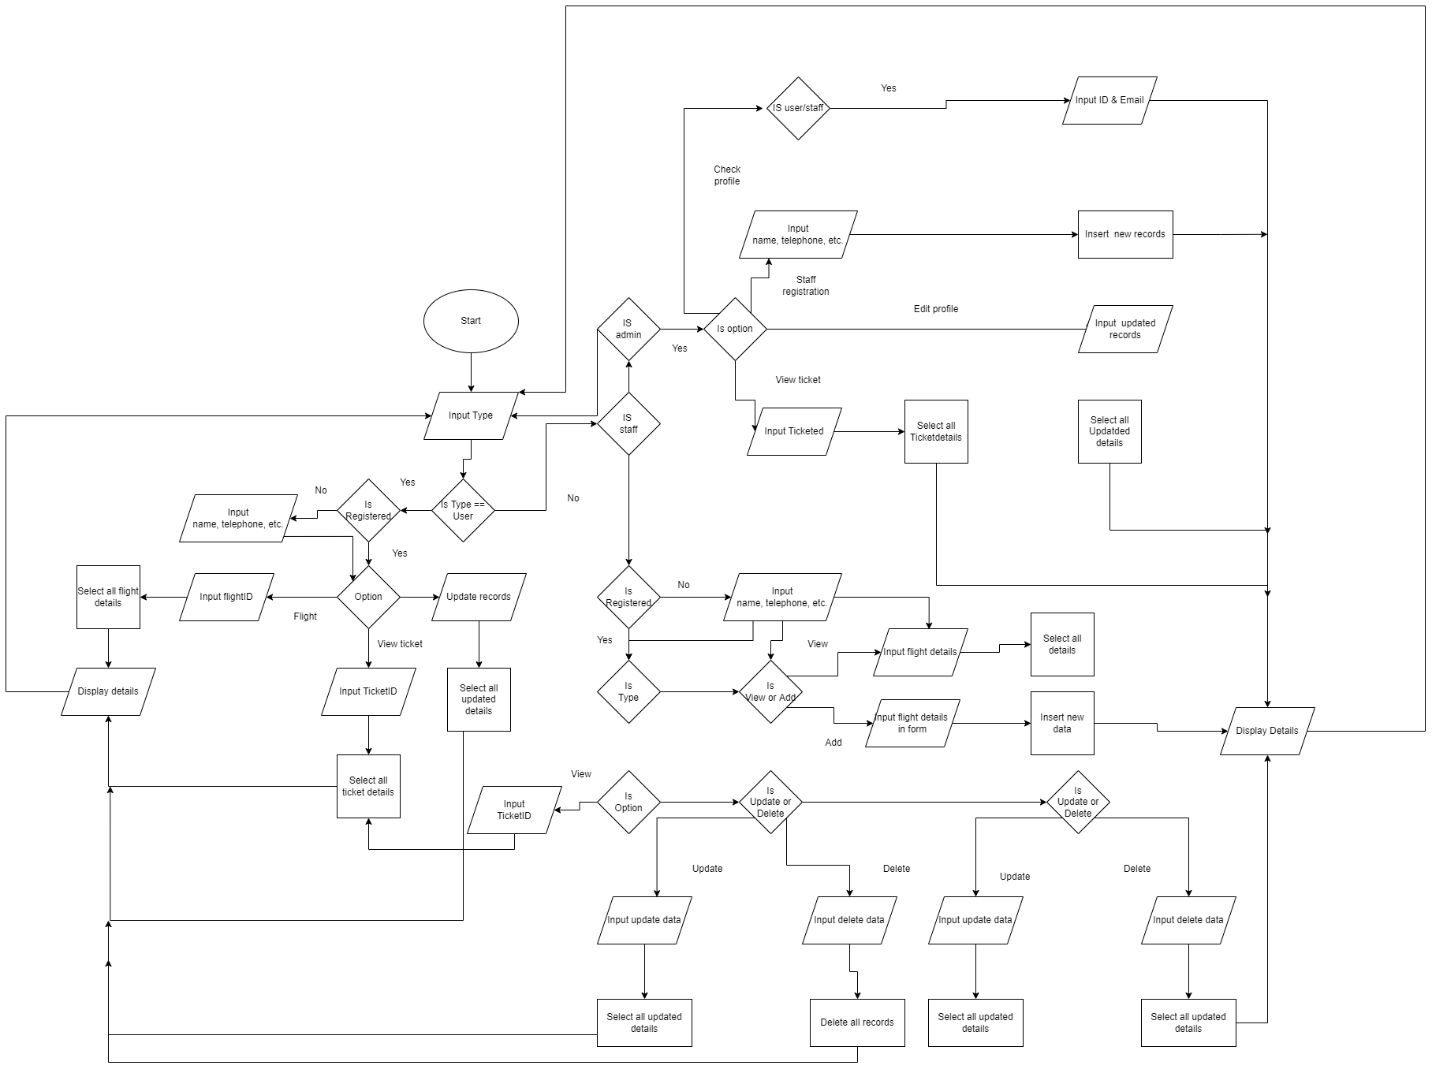 IS user/staff
Yes
Input ID & Email
Check
profile
Input
name, telephone, etc.
Insert  new records
Staff
registration
Start
IS
admin
Yes
Is option
Edit profile
Input  updated
records
View ticket
Input Type
IS
staff
Input Ticketed
Select all
Ticketdetails
Select all
Updatded
details
No
Yes
Is Type ==
User
No
Input
name, telephone, etc.
Is
Registered
Yes
Select all flight
details
Input flightID
Flight
Option
Update records
View ticket
Is
Registered
No
Input
name, telephone, etc.
Yes
View
Input flight details
Select all
details
Display details
Input TicketID
Select all
updated
details
Is
Type
Is
View or Add
Input flight details
in form
Add
Insert new
data
Display Details
Select all
ticket details
View
Input
TicketID
Is
Option
Is
Update or
Delete
Is
Update or
Delete
Update
Delete
Update
Delete
Input update data
Input delete data
Input update data
Input delete data
Select all updated
details
Delete all records
Select all updated
details
Select all updated
details